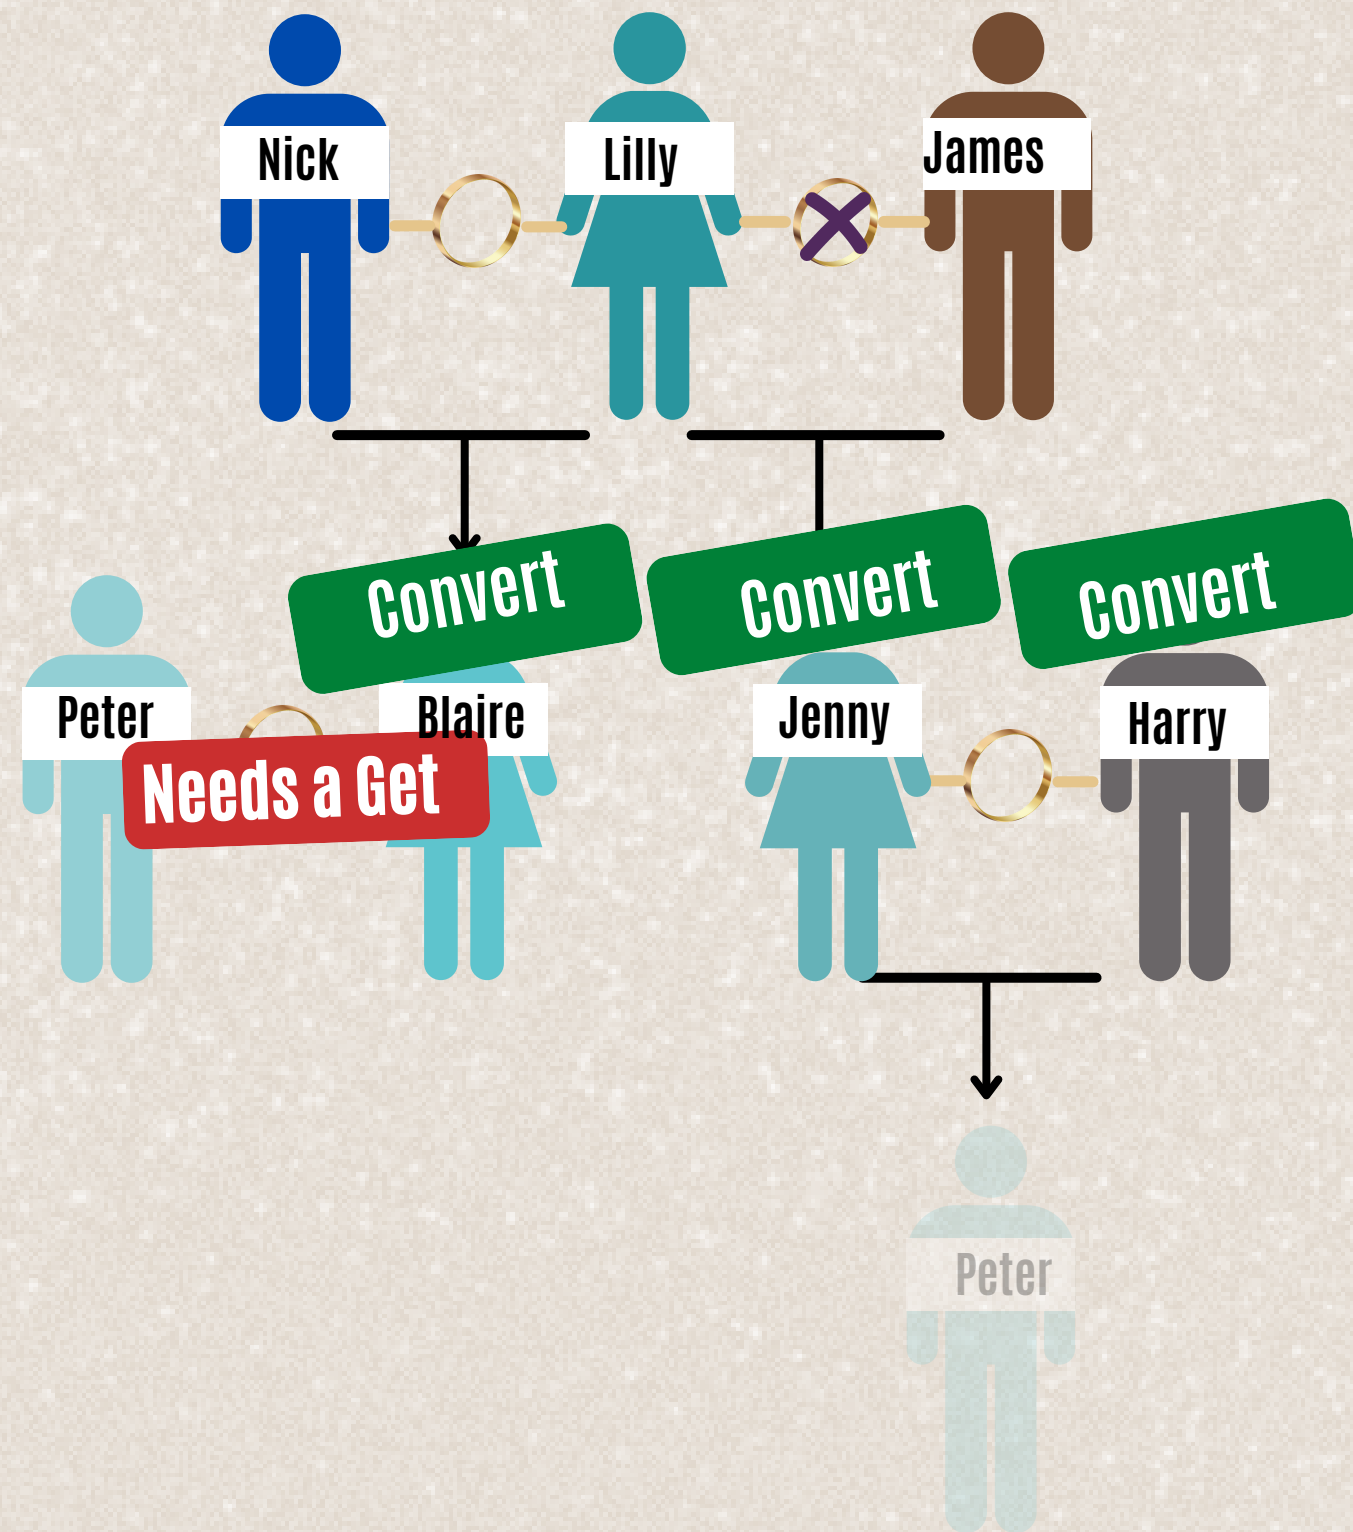 Nick
Lilly
James
Convert
Convert
Convert
Peter
Blaire
Jenny
Harry
Needs a Get
Peter